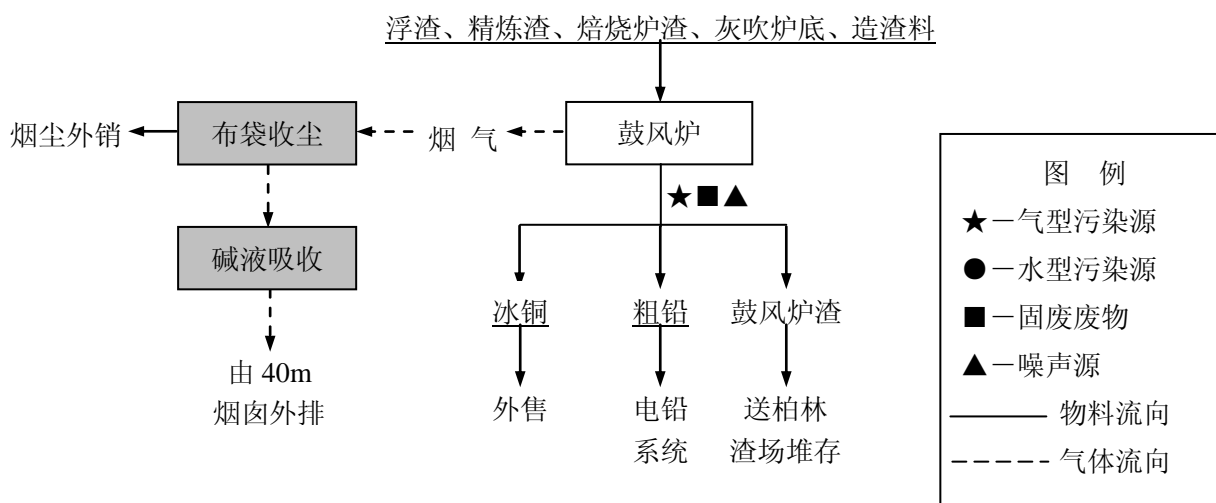 浮渣、精炼渣、焙烧炉渣、灰吹炉底、造渣料
烟尘外销
布袋收尘
烟 气
鼓风炉
碱液吸收
由 40m
烟囱外排
冰铜
粗铅
鼓风炉渣
外售
电铅
系统
送柏林
渣场堆存
图 例
★－气型污染源
●－水型污染源
■－固废废物
▲－噪声源
物料流向
气体流向